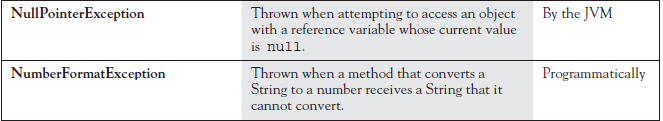 NullPointerException Thrown when attempting to access an object By the JVM
with a reference variable whose current value
is null.
NumberFormatException Thrown when a method that converts a Programmatically
String to a number receives a String that it
cannot convert.